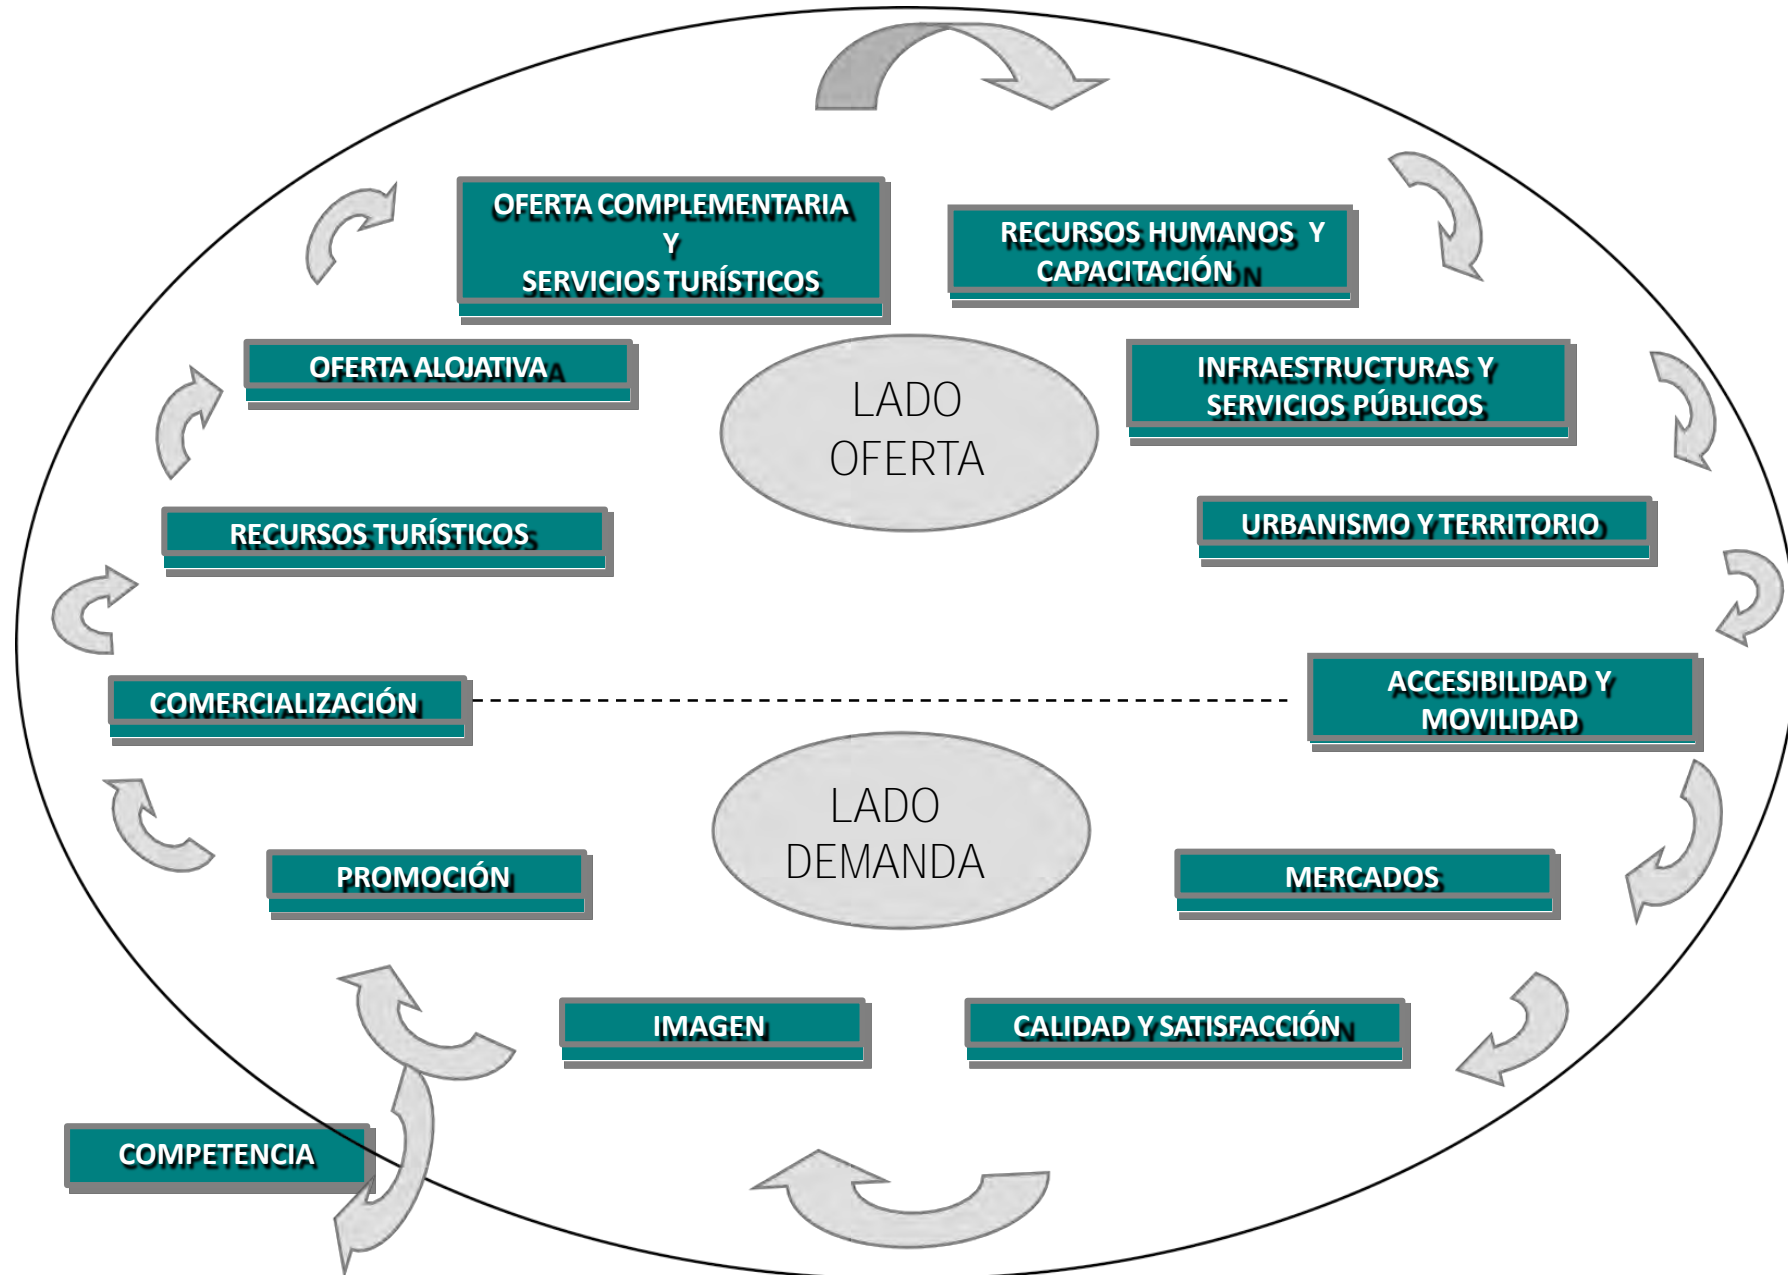 OFERTA COMPLEMENTARIA
Y
SERVICIOS TURÍSTICOS
RECURSOS HUMANOS Y
CAPACITACIÓN
OFERTA ALOJATIVA
LADO
OFERTA
INFRAESTRUCTURAS Y
SERVICIOS PÚBLICOS
RECURSOS TURÍSTICOS
URBANISMO Y TERRITORIO
COMERCIALIZACIÓN
ACCESIBILIDAD Y
MOVILIDAD
LADO
DEMANDA
PROMOCIÓN
MERCADOS
IMAGEN
CALIDAD Y SATISFACCIÓN
COMPETENCIA